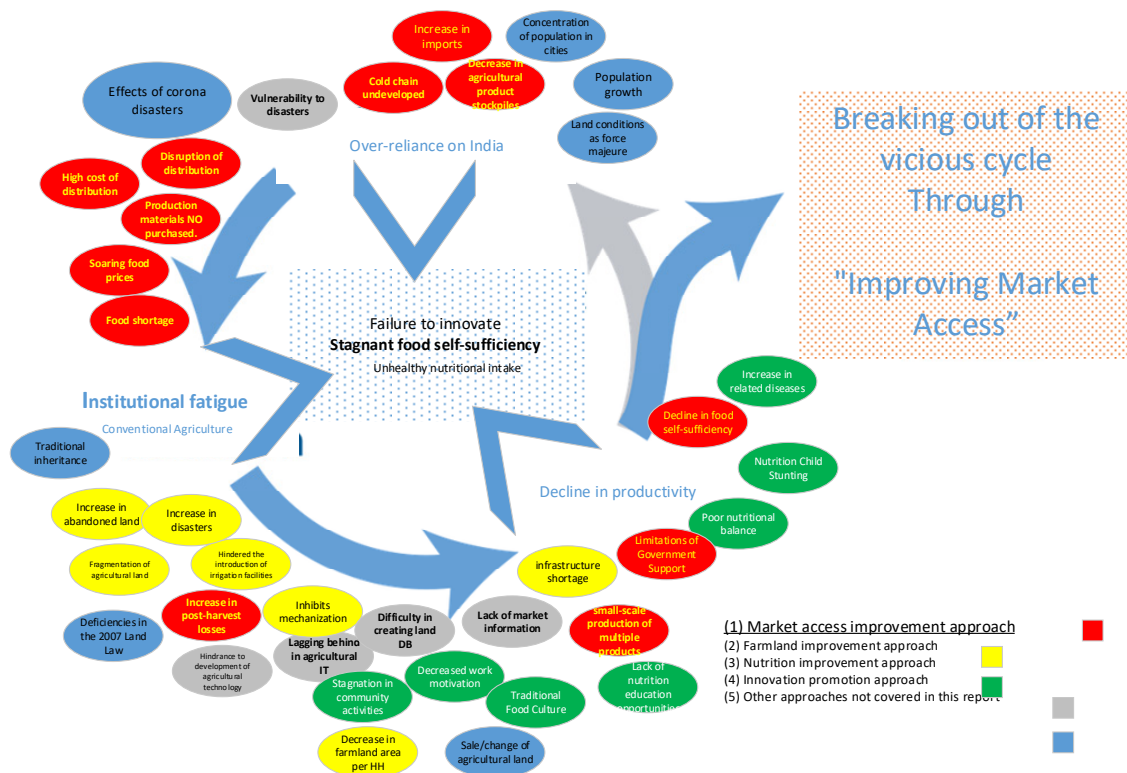 Increase in
imports
Concentration
of population in
cities
Effects of corona
disasters
Vulnerability to
disasters
Cold chain
undeveloped
Decrease in
agricultural
product
stockpiles
Population
growth
Land conditions
as force
majeure
Over-reliance on India
Disruption of
distribution
High cost of
distribution
Production
materials NO
purchased.
Soaring food
prices
Food shortage
Breaking out of the
vicious cycle
Through
"Improving Market
Access”
Failure to innovate
Stagnant food self-sufficiency
Unhealthy nutritional intake
Institutional fatigue
Conventional Agriculture
Traditional
inheritance
Increase in
related diseases
Decline in food
self-sufficiency
Nutrition Child
Stunting
Decline in productivity
Poor nutritional
balance
Limitations of
Government
Support
infrastructure
shortage
Increase in
abandoned land
Increase in
disasters
Fragmentation of
agricultural land
Hindered the
introduction of
irrigation facilities
Deficiencies in
the 2007 Land
Law
Increase in
post-harvest
losses
Inhibits
mechanization
Difficulty in
creating land
DB
Lack of market
information
small-scale
production of
multiple
products
Hindrance to
development of
agricultural
technology
Lagging behind
in agricultural
IT
Stagnation in
community
activities
Decreased work
motivation
Traditional
Food Culture
Lack of
nutrition
education
opportunities
Decrease in
farmland area
per HH
Sale/change of
agricultural land
(1) Market access improvement approach
(2) Farmland improvement approach
(3) Nutrition improvement approach
(4) Innovation promotion approach
(5) Other approaches not covered in this report